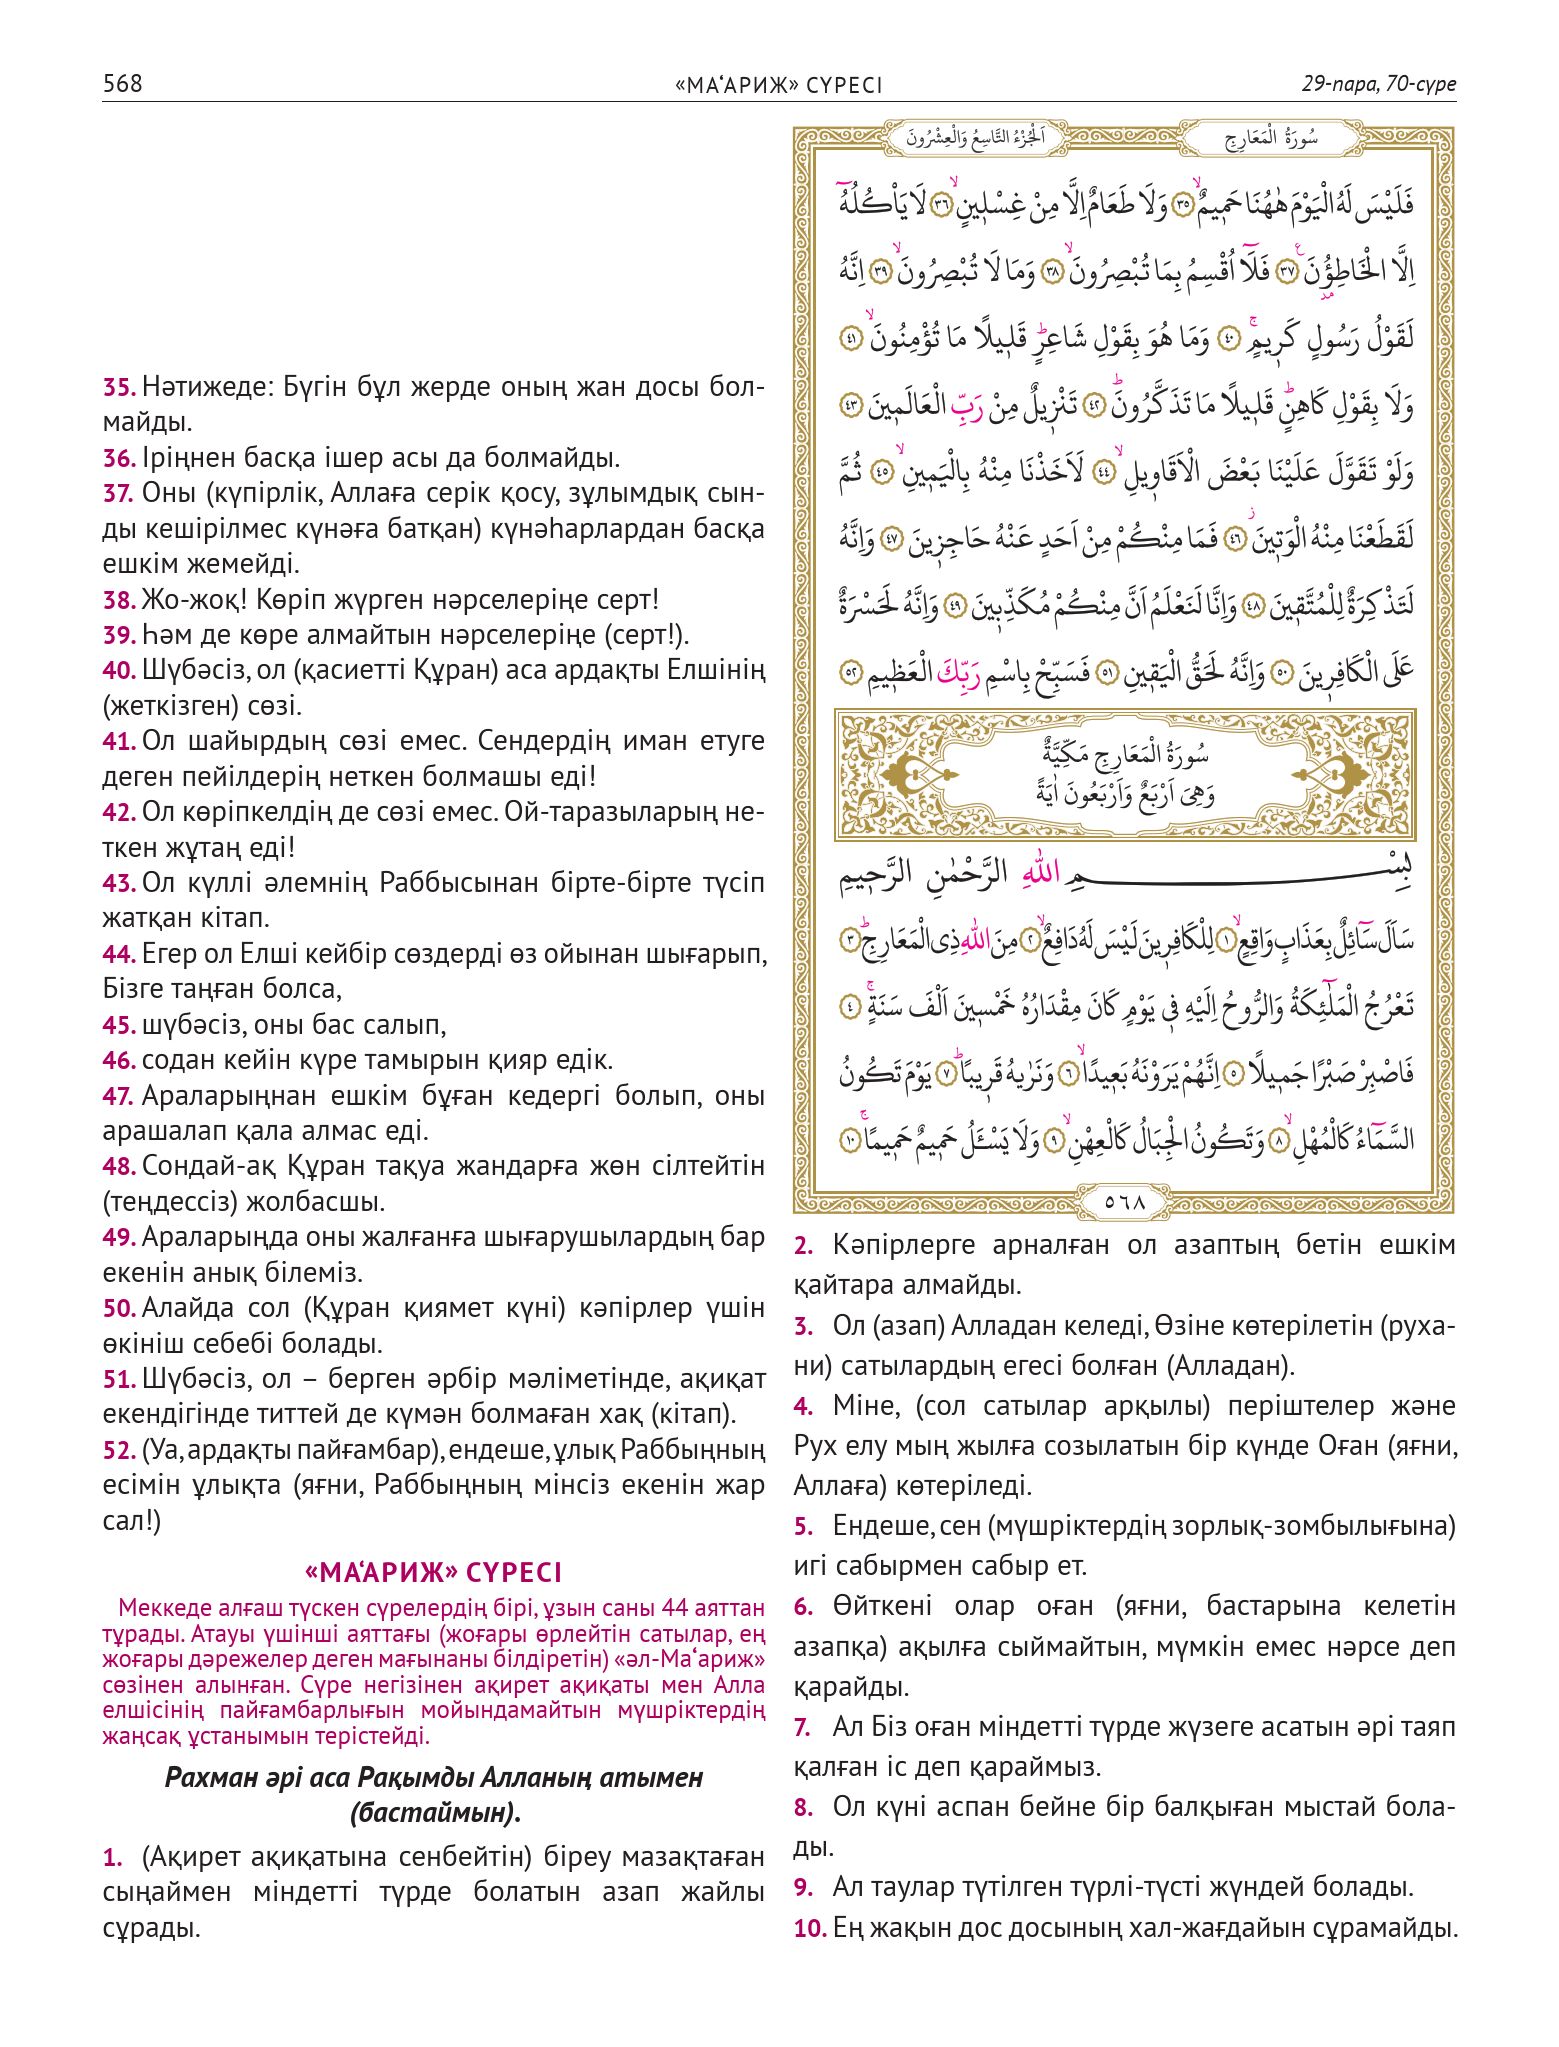 568
«МАʻАРИЖ» СҮРЕСІ
29-пара, 70-сүре
35. Нәтижеде: Бүгін бұл жерде оның жан досы бол-
майды.
36. Іріңнен басқа ішер асы да болмайды.
37. Оны (күпірлік, Аллаға серік қосу, зұлымдық сын-
ды кешірілмес күнәға батқан) күнәһарлардан басқа
ешкім жемейді.
38. Жо-жоқ! Көріп жүрген нәрселеріңе серт!
39. Һәм де көре алмайтын нәрселеріңе (серт!).
40. Шүбәсіз, ол (қасиетті Құран) аса ардақты Елшінің
(жеткізген) сөзі.
41. Ол шайырдың сөзі емес. Сендердің иман етуге
деген пейілдерің неткен болмашы еді!
42. Ол көріпкелдің де сөзі емес. Ой-таразыларың не-
ткен жұтаң еді!
43. Ол күллі әлемнің Раббысынан бірте-бірте түсіп
жатқан кітап.
44. Егер ол Елші кейбір сөздерді өз ойынан шығарып,
Бізге таңған болса,
45. шүбәсіз, оны бас салып,
46. содан кейін күре тамырын қияр едік.
47. Араларыңнан ешкім бұған кедергі болып, оны
арашалап қала алмас еді.
48. Сондай-ақ Құран тақуа жандарға жөн сілтейтін
(теңдессіз) жолбасшы.
49. Араларыңда оны жалғанға шығарушылардың бар
екенін анық білеміз.
50. Алайда сол (Құран қиямет күні) кәпірлер үшін
өкініш себебі болады.
51. Шүбәсіз, ол – берген әрбір мәліметінде, ақиқат
екендігінде титтей де күмән болмаған хақ (кітап).
52. (Уа, ардақты пайғамбар), ендеше, ұлық Раббыңның
есімін ұлықта (яғни, Раббыңның мінсіз екенін жар
сал!)
«МАʻАРИЖ» СҮРЕСІ
Меккеде алғаш түскен сүрелердің бірі, ұзын саны 44 аяттан
тұрады. Атауы үшінші аяттағы (жоғары өрлейтін сатылар, ең
жоғары дәрежелер деген мағынаны білдіретін) «әл-Маʻариж»
сөзінен алынған. Сүре негізінен ақирет ақиқаты мен Алла
елшісінің пайғамбарлығын мойындамайтын мүшріктердің
жаңсақ ұстанымын терістейді.
Рахман әрі аса Рақымды Алланың атымен
(бастаймын).
1. (Ақирет ақиқатына сенбейтін) біреу мазақтаған
сыңаймен міндетті түрде болатын азап жайлы
сұрады.
سُورَةُ الْمَعَارِجِ
اَلْجُزْءُ التَّاسِعُ وَالْعِشْرُونَ
فَلَيْسَ لَهُ الْيَوْمَ هٰهُنَا حَم۪يمٌۙ ﴿٣٥﴾ وَلَا طَعَامٌ اِلَّا مِنْ غِسْل۪ينٍۙ ﴿٣٦﴾ لَا يَأْكُلُهُٓ
اِلَّا الْخَاطِؤُ۫نَ ﴿٣٧﴾ فَلَٓا اُقْسِمُ بِمَا تُبْصِرُونَۙ ﴿٣٨﴾ وَمَا لَا تُبْصِرُونَۙ ﴿٣٩﴾ اِنَّهُ
لَقَوْلُ رَسُولٍ كَر۪يمٍۚ ﴿٤٠﴾ وَمَا هُوَ بِقَوْلِ شَاعِرٍۜ قَل۪يلًا مَا تُؤْمِنُونَۙ ﴿٤١﴾
وَلَا بِقَوْلِ كَاهِنٍۜ قَل۪يلًا مَا تَذَكَّرُونَۜ ﴿٤٢﴾ تَنْز۪يلٌ مِنْ رَبِّ الْعَالَم۪ينَ ﴿٤٣﴾
وَلَوْ تَقَوَّلَ عَلَيْنَا بَعْضَ الْاَقَاو۪يلِۙ ﴿٤٤﴾ لَاَخَذْنَا مِنْهُ بِالْيَم۪ينِۙ ﴿٤٥﴾ ثُمَّ
لَقَطَعْنَا مِنْهُ الْوَت۪ينَۘ ﴿٤٦﴾ فَمَا مِنْكُمْ مِنْ اَحَدٍ عَنْهُ حَاجِز۪ينَ ﴿٤٧﴾ وَاِنَّهُ
لَتَذْكِرَةٌ لِلْمُتَّق۪ينَ ﴿٤٨﴾ وَاِنَّا لَنَعْلَمُ اَنَّ مِنْكُمْ مُكَذِّب۪ينَ ﴿٤٩﴾ وَاِنَّهُ لَحَسْرَةٌ
عَلَى الْكَافِر۪ينَ ﴿٥٠﴾ وَاِنَّهُ لَحَقُّ الْيَق۪ينِ ﴿٥١﴾ فَسَبِّحْ بِاسْمِ رَبِّكَ الْعَظ۪يمِ ﴿٥٢﴾
سُورَةُ الْمَعَارِجِ مَكِّيَّةٌ
وَهِيَ اَرْبَعٌ وَاَرْبَعُونَ اٰيَةً
بِسْمِ اللّٰهِ الرَّحْمٰنِ الرَّح۪يمِ
سَاَلَ سَٓائِلٌ بِعَذَابٍ وَاقِعٍۙ ﴿١﴾ لِلْكَافِر۪ينَ لَيْسَ لَهُ دَافِعٌۙ ﴿٢﴾ مِنَ اللّٰهِ ذِي الْمَعَارِجِۜ ﴿٣﴾
تَعْرُجُ الْمَلٰٓئِكَةُ وَالرُّوحُ اِلَيْهِ ف۪ي يَوْمٍ كَانَ مِقْدَارُهُ خَمْس۪ينَ اَلْفَ سَنَةٍۚ ﴿٤﴾
فَاصْبِرْ صَبْرًا جَم۪يلًا ﴿٥﴾ اِنَّهُمْ يَرَوْنَهُ بَع۪يدًاۙ ﴿٦﴾ وَنَرٰيهُ قَر۪يبًاۜ ﴿٧﴾ يَوْمَ تَكُونُ
السَّمَٓاءُ كَالْمُهْلِۙ ﴿٨﴾ وَتَكُونُ الْجِبَالُ كَالْعِهْنِۙ ﴿٩﴾ وَلَا يَسْـَٔلُ حَم۪يمٌ حَم۪يمًاۚ ﴿١٠﴾
٥٦٨
2. Кәпірлерге арналған ол азаптың бетін ешкім
қайтара алмайды.
3. Ол (азап) Алладан келеді, Өзіне көтерілетін (руха-
ни) сатылардың егесі болған (Алладан).
4. Міне, (сол сатылар арқылы) періштелер және
Рух елу мың жылға созылатын бір күнде Оған (яғни,
Аллаға) көтеріледі.
5. Ендеше, сен (мүшріктердің зорлық-зомбылығына)
игі сабырмен сабыр ет.
6. Өйткені олар оған (яғни, бастарына келетін
азапқа) ақылға сыймайтын, мүмкін емес нәрсе деп
қарайды.
7. Ал Біз оған міндетті түрде жүзеге асатын әрі таяп
қалған іс деп қараймыз.
8. Ол күні аспан бейне бір балқыған мыстай бола-
ды.
9. Ал таулар түтілген түрлі-түсті жүндей болады.
10. Ең жақын дос досының хал-жағдайын сұрамайды.